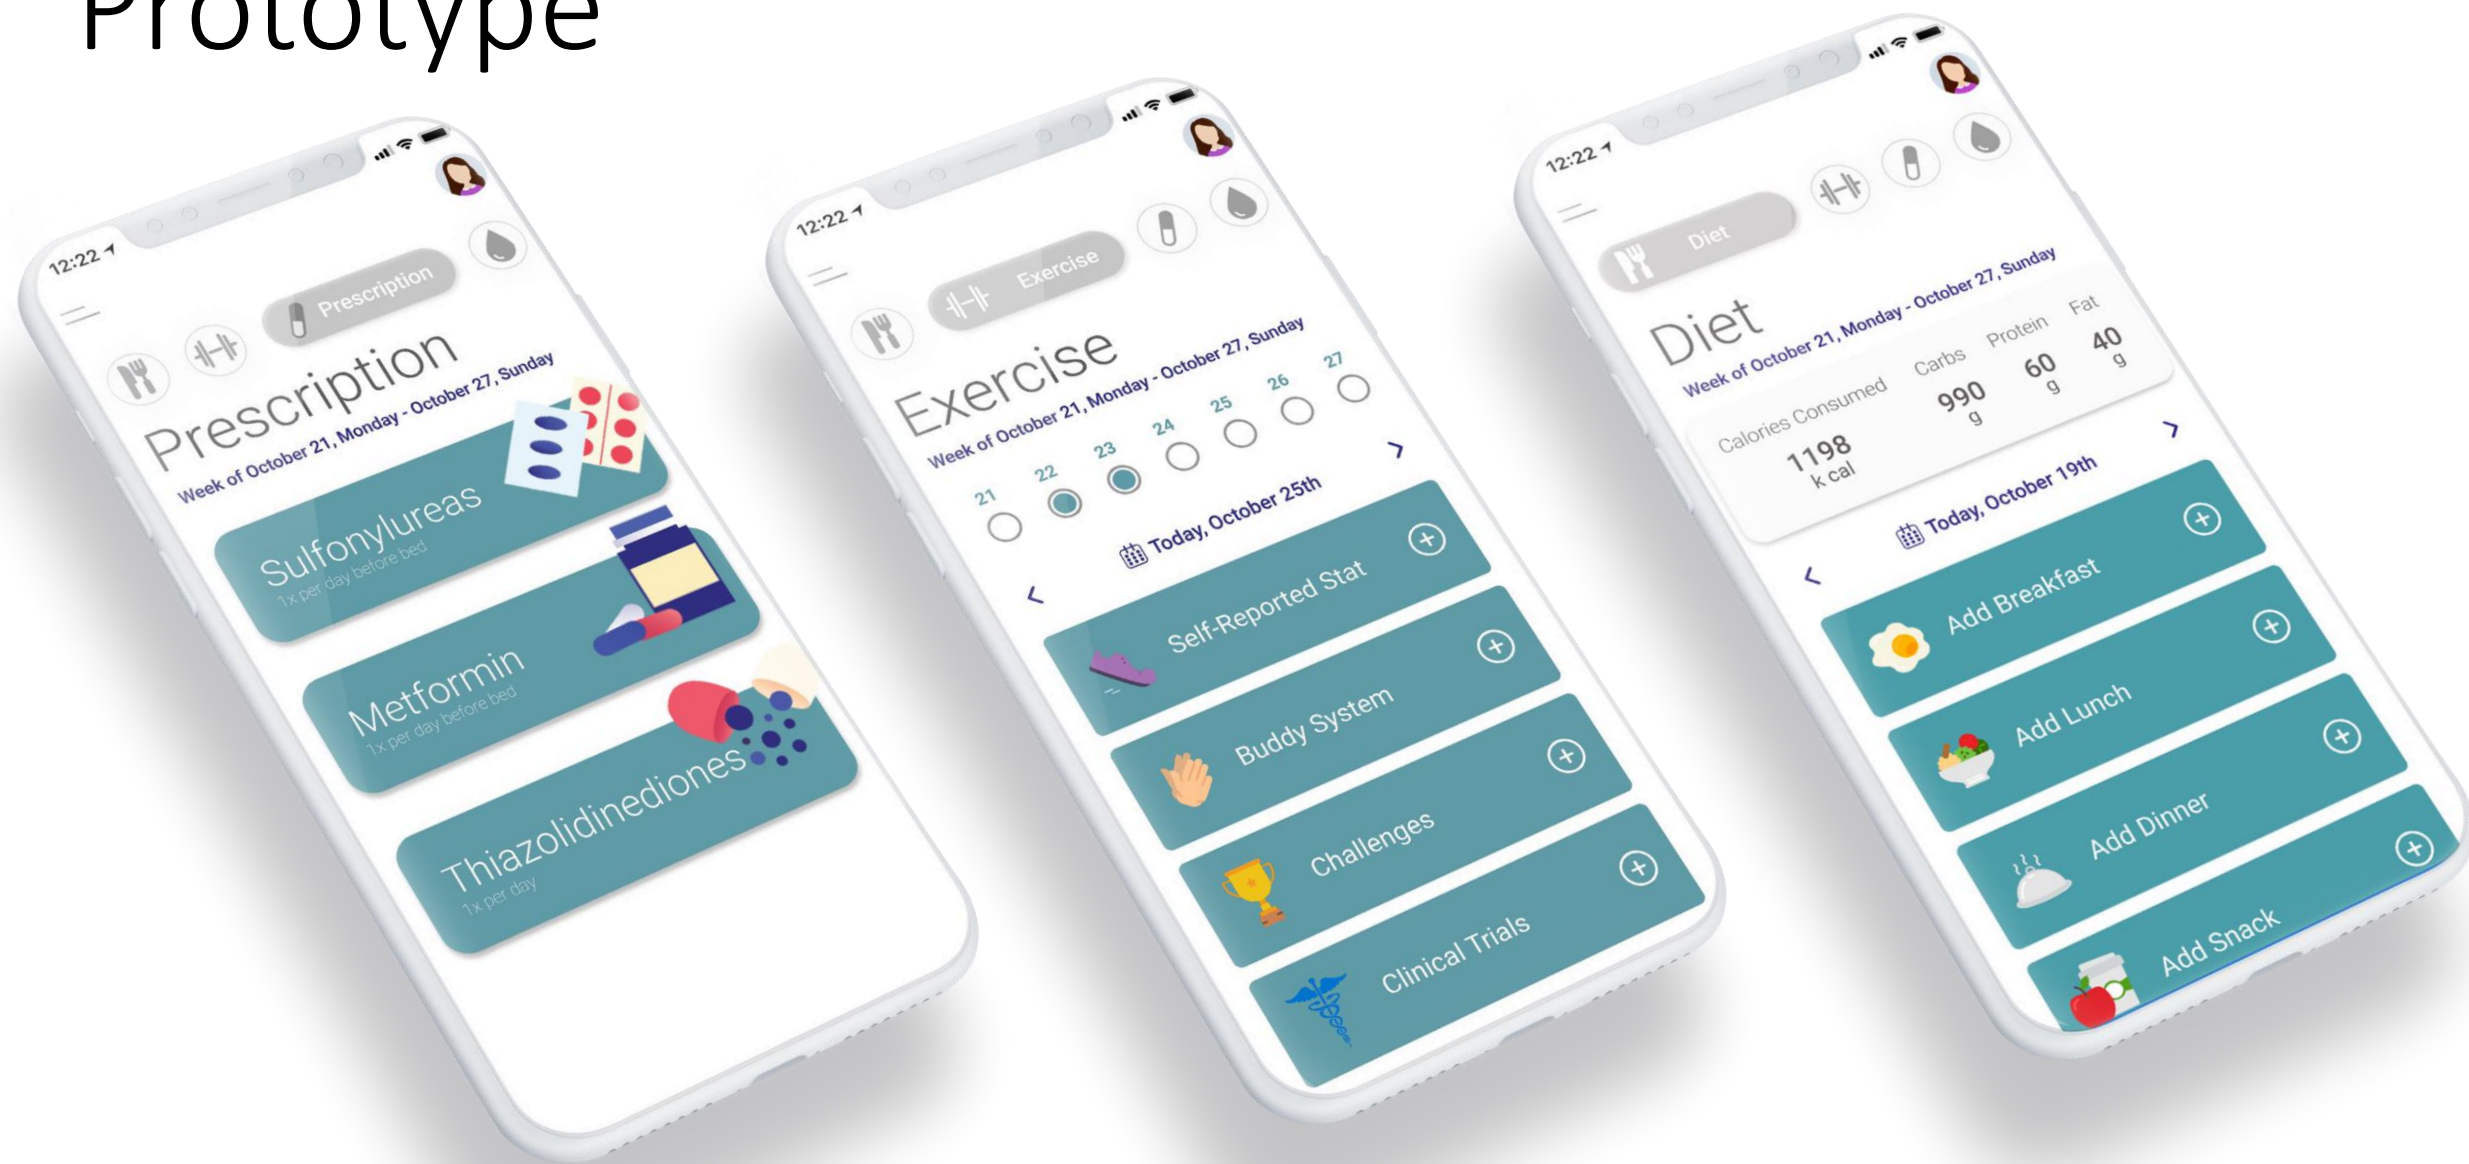 Prototype
12:22
Prescription
Prescription
Week of October 21, Monday - October 27, Sunday
Sulfonylureas
1x per day before bed
Metformin
1x per day before bed
Thiazolidinediones
1x per day
12:22
Exercise
Exercise
Week of October 21, Monday - October 27, Sunday
21 22 23 24 25 26 27
< Today, October 25th >
Self-Reported Stat
Buddy System
Challenges
Clinical Trials
12:22
Diet
Diet
Week of October 21, Monday - October 27, Sunday
Calories Consumed Carbs Protein Fat
1198 990 60 40
k cal g g g
< Today, October 19th >
Add Breakfast
Add Lunch
Add Dinner
Add Snack